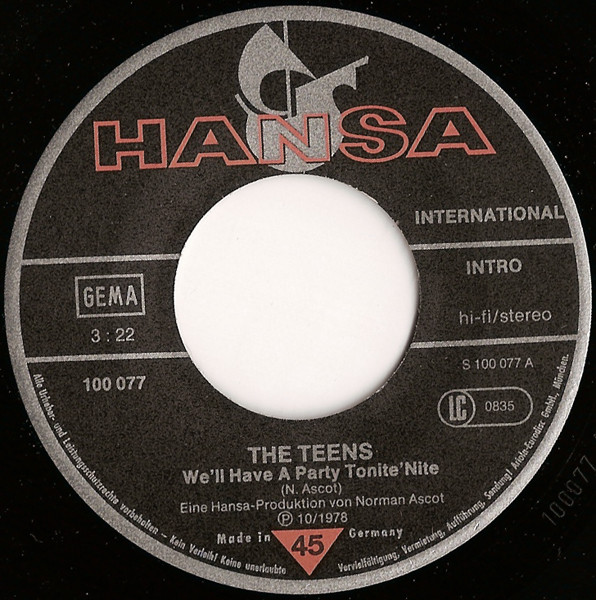 HANSA
INTERNATIONAL
INTRO
GEMA
hi-fi/stereo
3 : 22
S 100 077 A
100 077
LC 0835
THE TEENS
We'll Have A Party Tonite'Nite
(N. Ascot)
Eine Hansa-Produktion von Norman Ascot
Ⓟ 10/1978
Made in 45 Germany
Alle Urheber- und Leistungsschutzrechte vorbehalten – Kein Verleih! Keine unerlaubte Vervielfältigung, Vermietung, Aufführung, Sendung! Ariola-Eurodisc GmbH., München.
100077